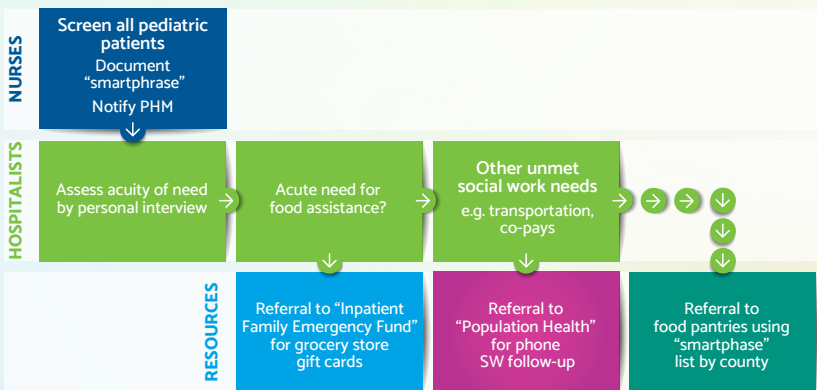 NURSES
Screen all pediatric
patients
Document
“smartphrase”
Notify PHM
HOSPITALISTS
Assess acuity of need
by personal interview
Acute need for
food assistance?
Other unmet
social work needs
e.g. transportation,
co-pays
RESOURCES
Referral to “Inpatient
Family Emergency Fund”
for grocery store
gift cards
Referral to
“Population Health”
for phone
SW follow-up
Referral to
food pantries using
“smartphase”
list by county